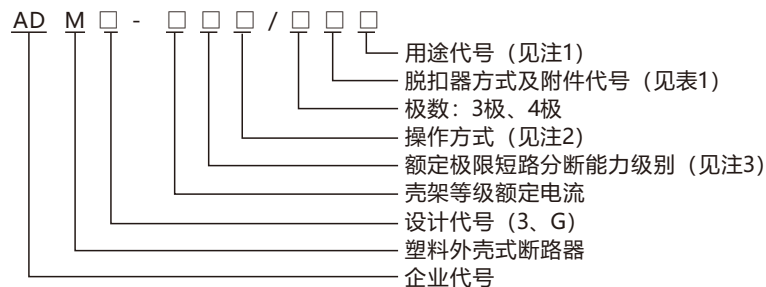 AD M □ - □ □ □ / □ □ □
用途代号（见注1）
脱扣器方式及附件代号（见表1）
极数：3极、4极
操作方式（见注2）
额定极限短路分断能力级别（见注3）
壳架等级额定电流
设计代号（3、G）
塑料外壳式断路器
企业代号